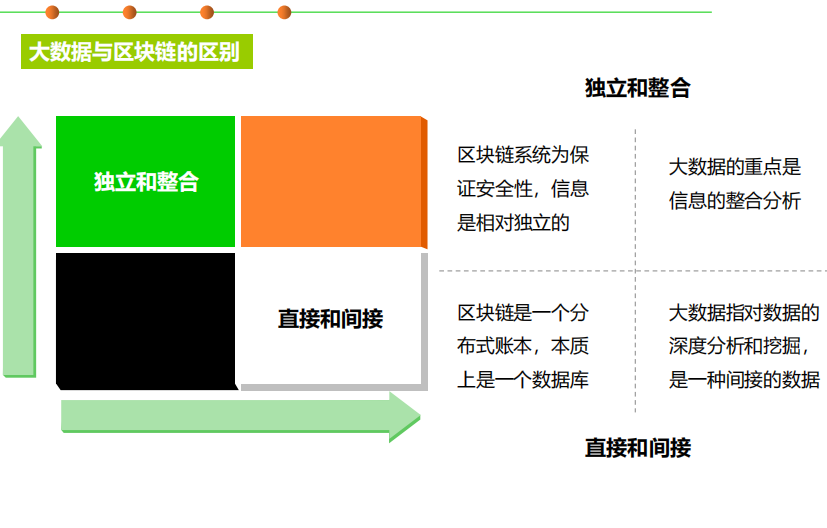 大数据与区块链的区别
独立和整合
独立和整合
区块链系统为保
证安全性，信息
是相对独立的
大数据的重点是
信息的整合分析
直接和间接
区块链是一个分
布式账本，本质
上是一个数据库
大数据指对数据的
深度分析和挖掘，
是一种间接的数据
直接和间接